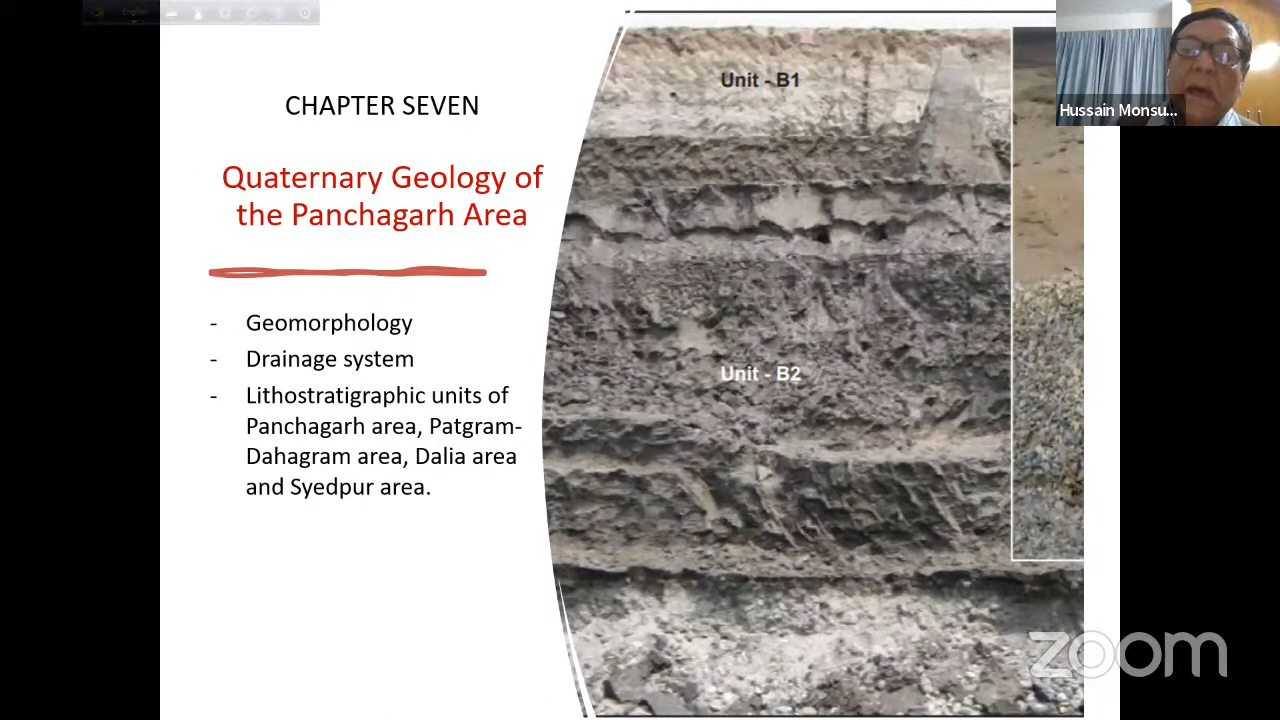 English
CHAPTER SEVEN
Quaternary Geology of
the Panchagarh Area
- Geomorphology
- Drainage system
- Lithostratigraphic units of
Panchagarh area, Patgram-
Dahagram area, Dalia area
and Syedpur area.
Unit - B1
Unit - B2
Hussain Monsu...
zoom